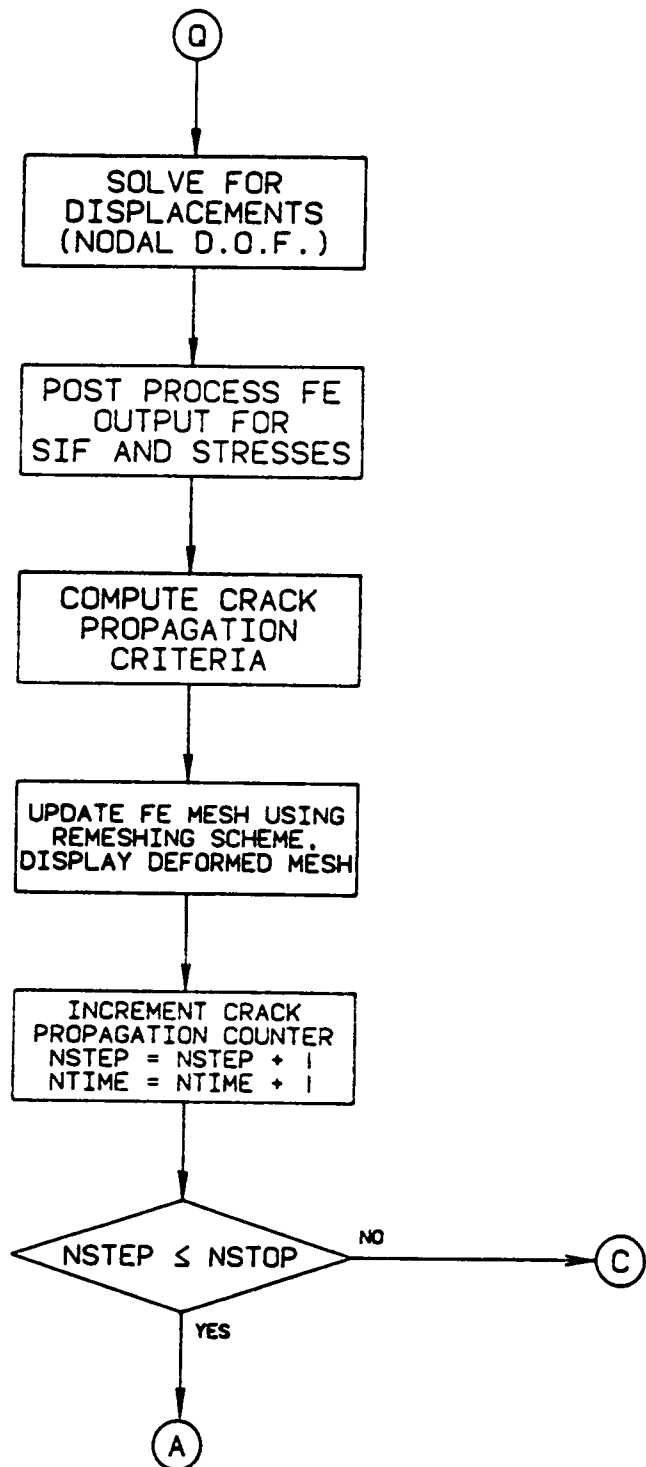 Q
SOLVE FOR
DISPLACEMENTS
(NODAL D.O.F.)
POST PROCESS FE
OUTPUT FOR
SIF AND STRESSES
COMPUTE CRACK
PROPAGATION
CRITERIA
UPDATE FE MESH USING
REMESHING SCHEME.
DISPLAY DEFORMED MESH
INCREMENT CRACK
PROPAGATION COUNTER
NSTEP = NSTEP + 1
NTIME = NTIME + 1
NSTEP ≤ NSTOP
NO
C
YES
A